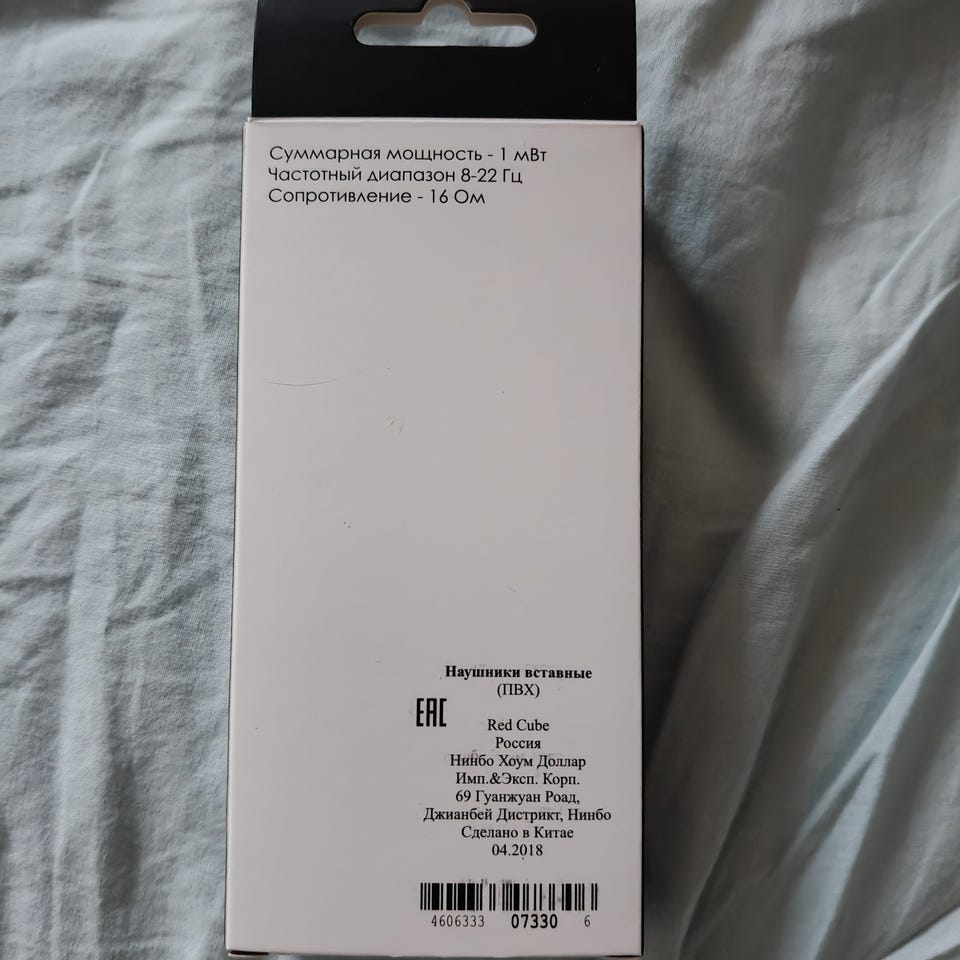 Суммарная мощность - 1 мВт
Частотный диапазон 8-22 Гц
Сопротивление - 16 Ом
Наушники вставные
(ПВХ)
EAC
Red Cube
Россия
Нинбо Хоум Доллар
Имп.&Эксп. Корп.
69 Гуанжуан Роад,
Джианбей Дистрикт, Нинбо
Сделано в Китае
04.2018
4606333 07330 6